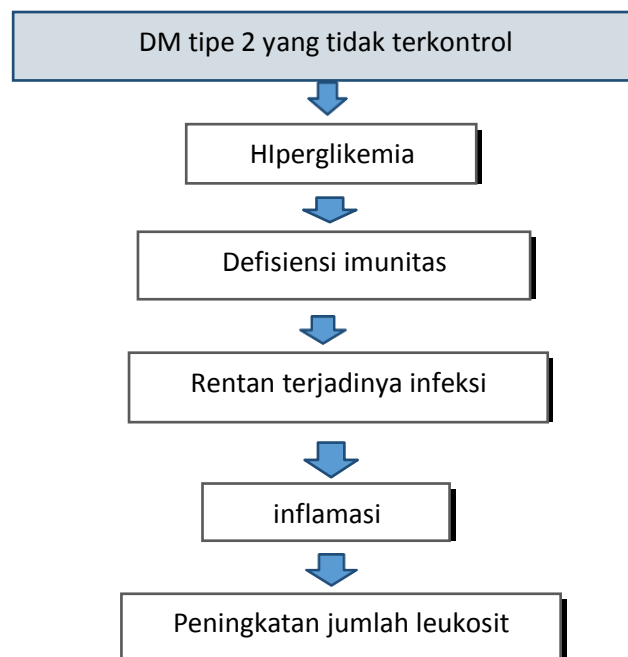 DM tipe 2 yang tidak terkontrol
HIperglikemia
Defisiensi imunitas
Rentan terjadinya infeksi
inflamasi
Peningkatan jumlah leukosit